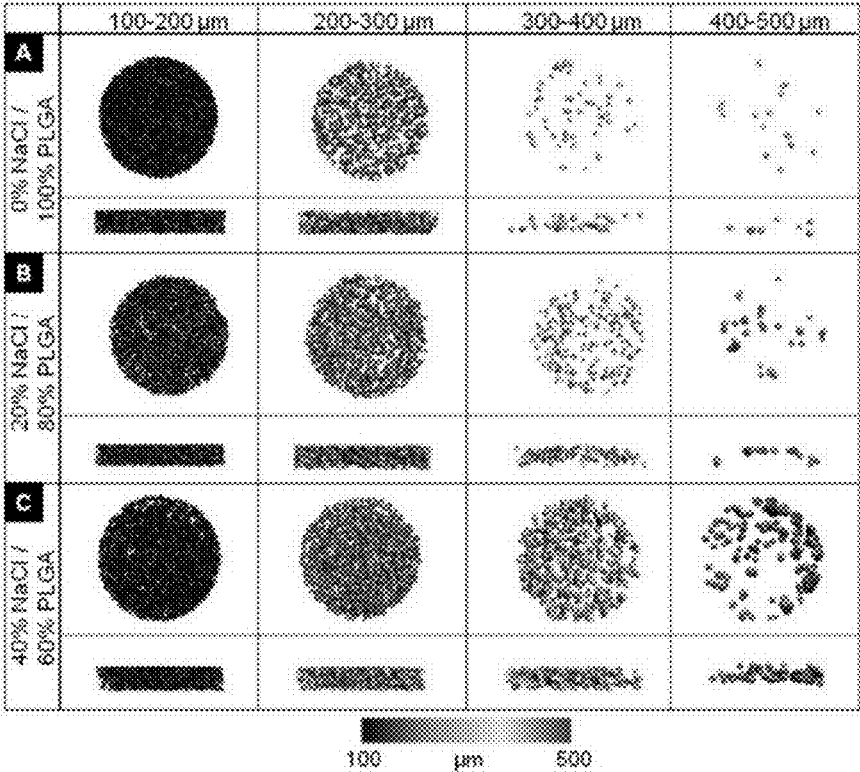 100-200 µm 200-300 µm 300-400 µm 400-500 µm
A
0% NaCl /
100% PLGA
B
20% NaCl /
80% PLGA
C
40% NaCl /
60% PLGA
100 µm 500